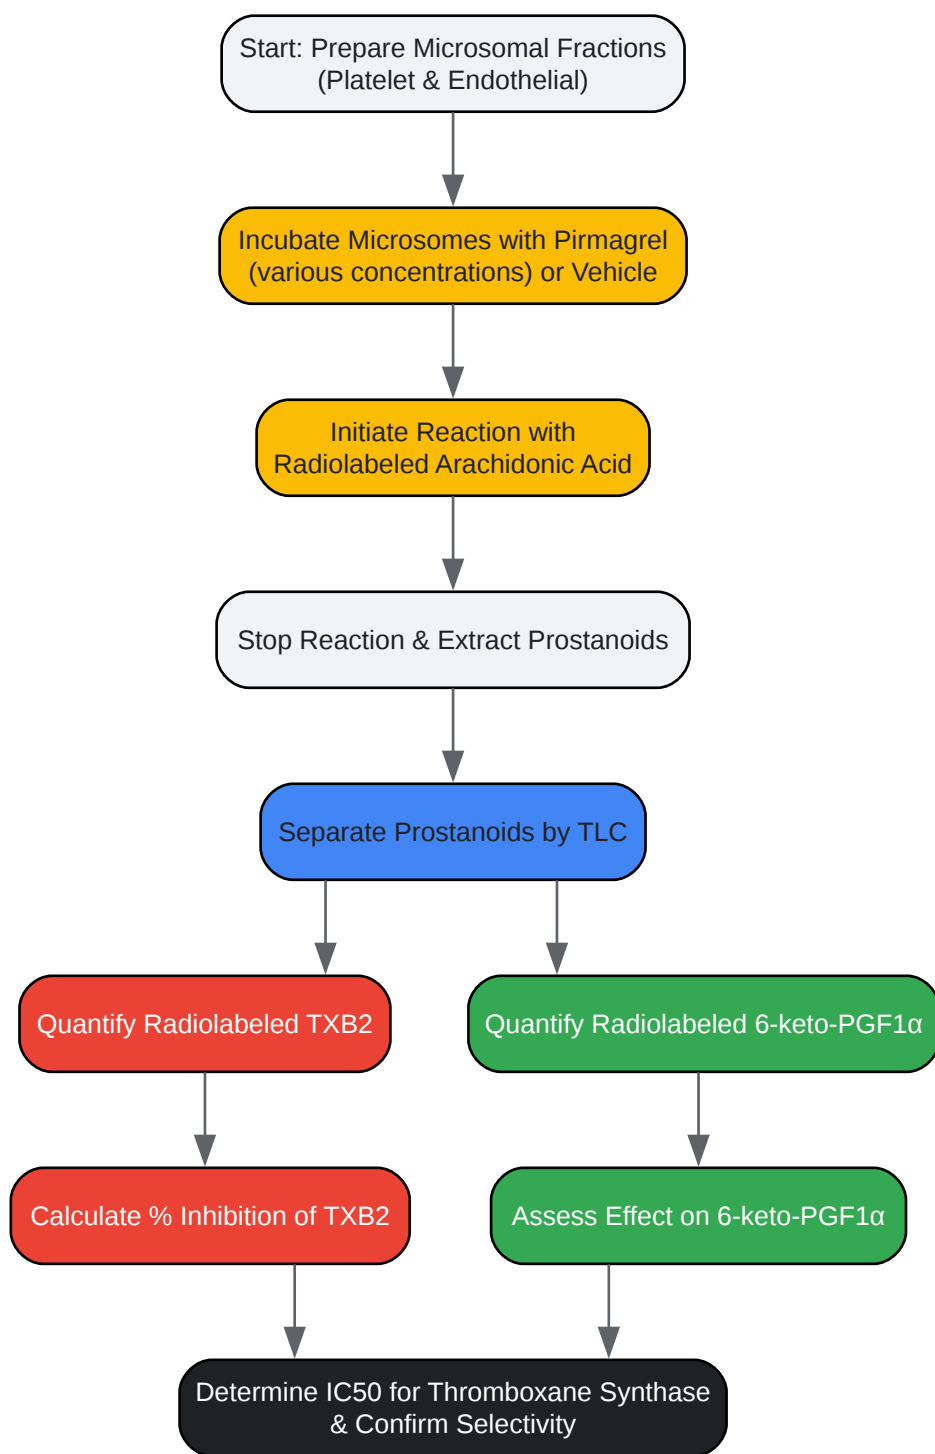 Start: Prepare Microsomal Fractions
(Platelet & Endothelial)
Incubate Microsomes with Pirmagrel
(various concentrations) or Vehicle
Initiate Reaction with
Radiolabeled Arachidonic Acid
Stop Reaction & Extract Prostanoids
Separate Prostanoids by TLC
Quantify Radiolabeled TXB2
Quantify Radiolabeled 6-keto-PGF1α
Calculate % Inhibition of TXB2
Assess Effect on 6-keto-PGF1α
Determine IC50 for Thromboxane Synthase
& Confirm Selectivity